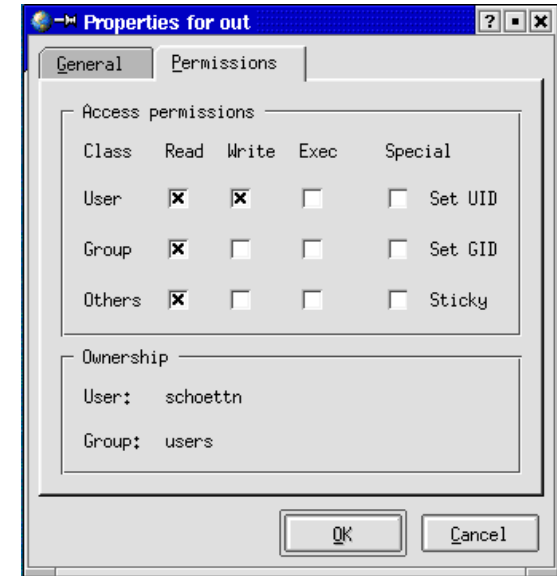 Properties for out
General Permissions
Access permissions
Class Read Write Exec Special
User Set UID
Group Set GID
Others Sticky
Ownership
User: schoettn
Group: users
OK Cancel